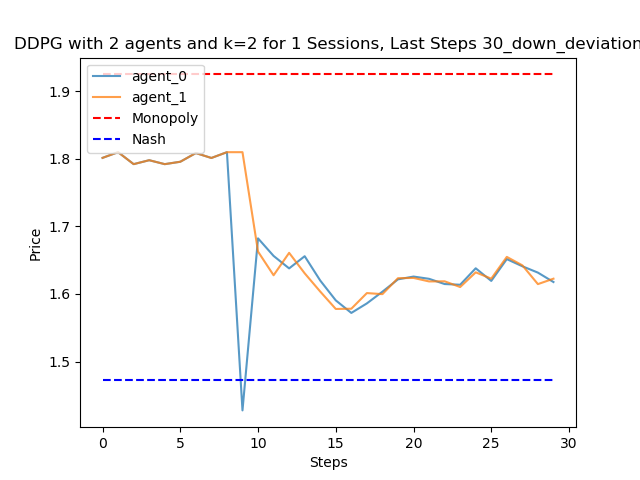 DDPG with 2 agents and k=2 for 1 Sessions, Last Steps 30_down_deviation
agent_0
agent_1
Monopoly
Nash
1.9
1.8
1.7
1.6
1.5
Price
0 5 10 15 20 25 30
Steps